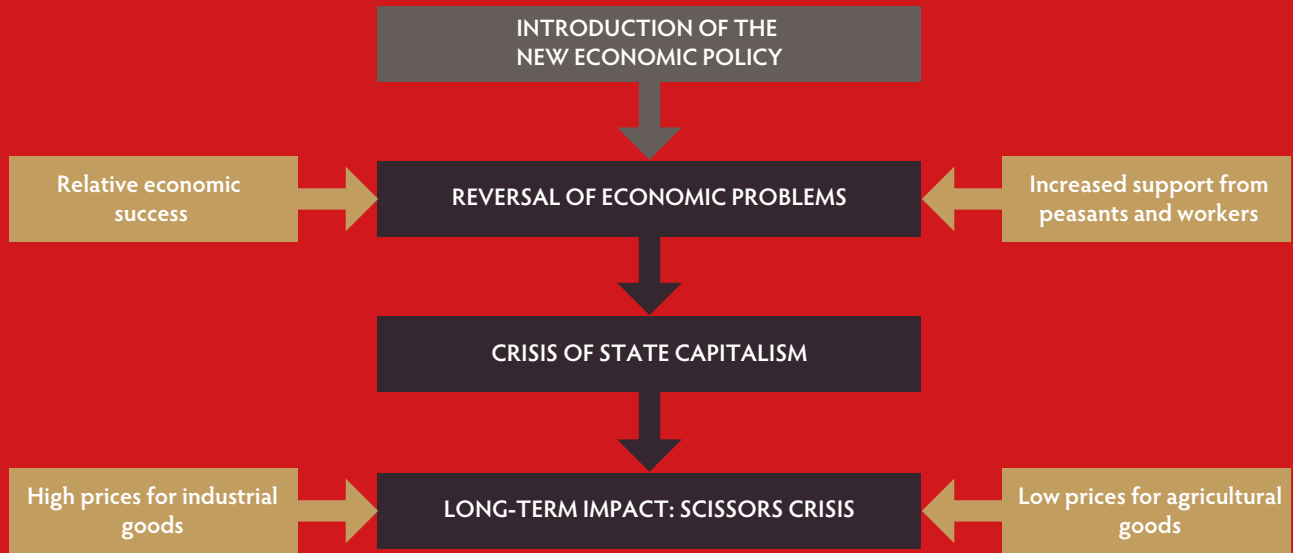 INTRODUCTION OF THE
NEW ECONOMIC POLICY
Relative economic
success
REVERSAL OF ECONOMIC PROBLEMS
Increased support from
peasants and workers
CRISIS OF STATE CAPITALISM
High prices for industrial
goods
LONG-TERM IMPACT: SCISSORS CRISIS
Low prices for agricultural
goods